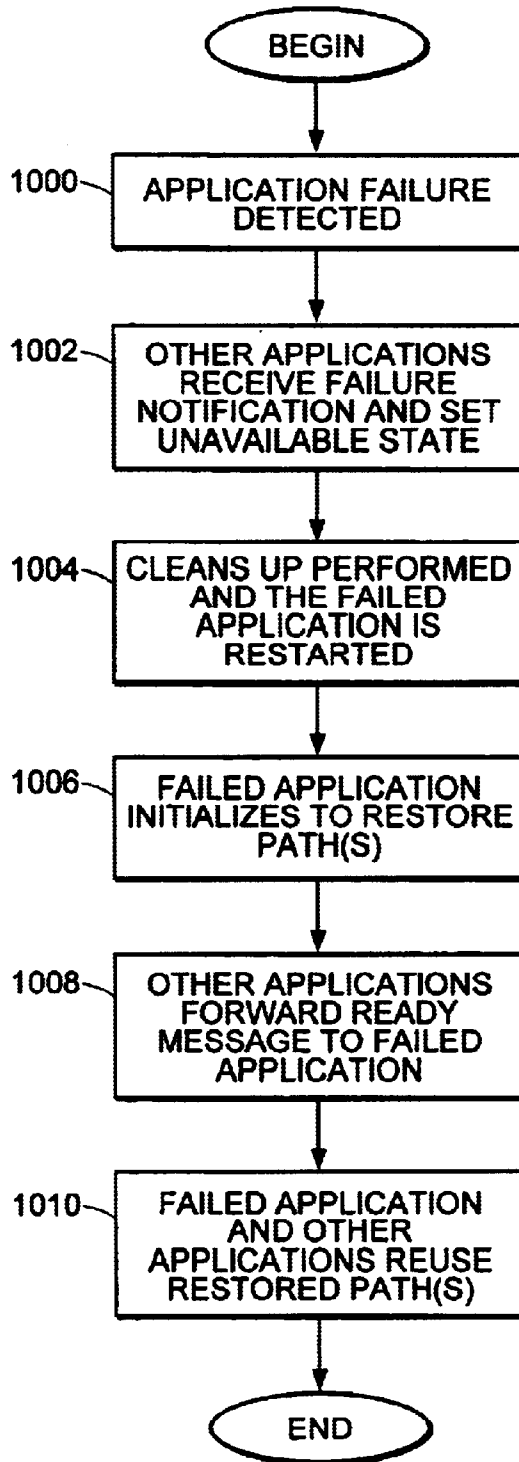 BEGIN
1000
APPLICATION FAILURE
DETECTED
1002
OTHER APPLICATIONS
RECEIVE FAILURE
NOTIFICATION AND SET
UNAVAILABLE STATE
1004
CLEANS UP PERFORMED
AND THE FAILED
APPLICATION IS
RESTARTED
1006
FAILED APPLICATION
INITIALIZES TO RESTORE
PATH(S)
1008
OTHER APPLICATIONS
FORWARD READY
MESSAGE TO FAILED
APPLICATION
1010
FAILED APPLICATION
AND OTHER
APPLICATIONS REUSE
RESTORED PATH(S)
END